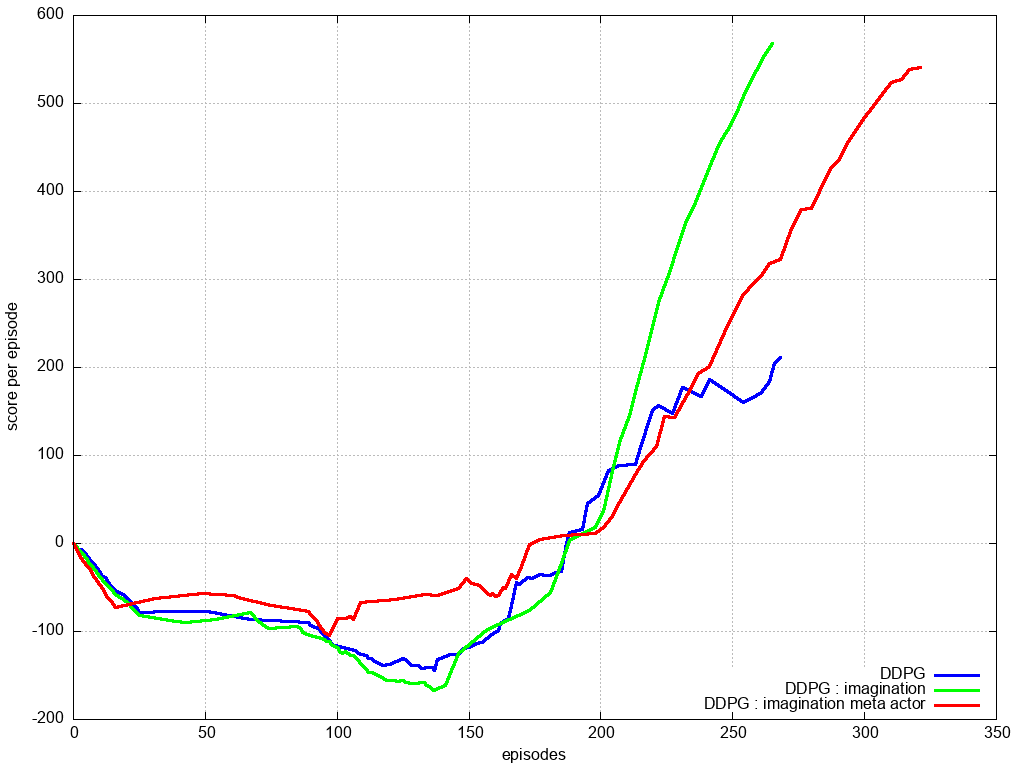 600
500
400
300
200
100
0
-100
-200
score per episode
DDPG
DDPG : imagination
DDPG : imagination meta actor
0 50 100 150 200 250 300 350
episodes